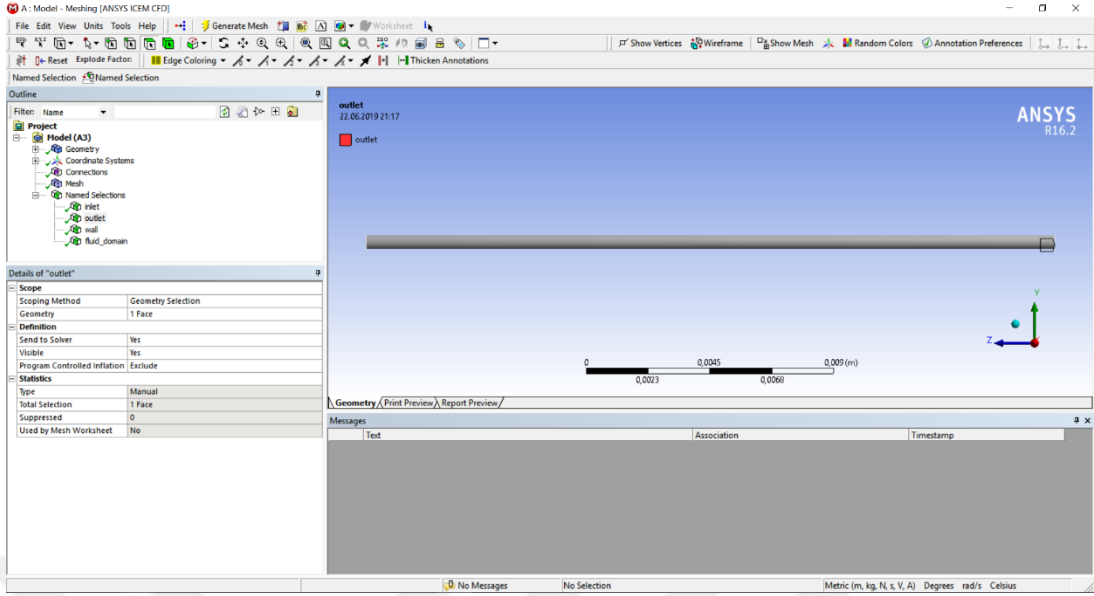 A : Model - Meshing [ANSYS ICEM CFD]
File Edit View Units Tools Help Generate Mesh Worksheet
Show Vertices Wireframe Show Mesh Random Colors Annotation Preferences
Reset Explode Factor: Edge Coloring Thicken Annotations
Named Selection Named Selection
Outline
Filter: Name
Project
Model (A3)
Geometry
Coordinate Systems
Connections
Mesh
Named Selections
inlet
outlet
wall
fluid_domain
Details of "outlet"
Scope
Scoping Method Geometry Selection
Geometry 1 Face
Definition
Send to Solver Yes
Visible Yes
Program Controlled Inflation Exclude
Statistics
Type Manual
Total Selection 1 Face
Suppressed 0
Used by Mesh Worksheet No
outlet
22.06.2019 21:17
outlet
ANSYS
R16.2
Y
Z
0 0,0045 0,009 (m)
0,0023 0,0068
Geometry Print Preview Report Preview
Messages
Text Association Timestamp
No Messages No Selection Metric (m, kg, N, s, V, A) Degrees rad/s Celsius